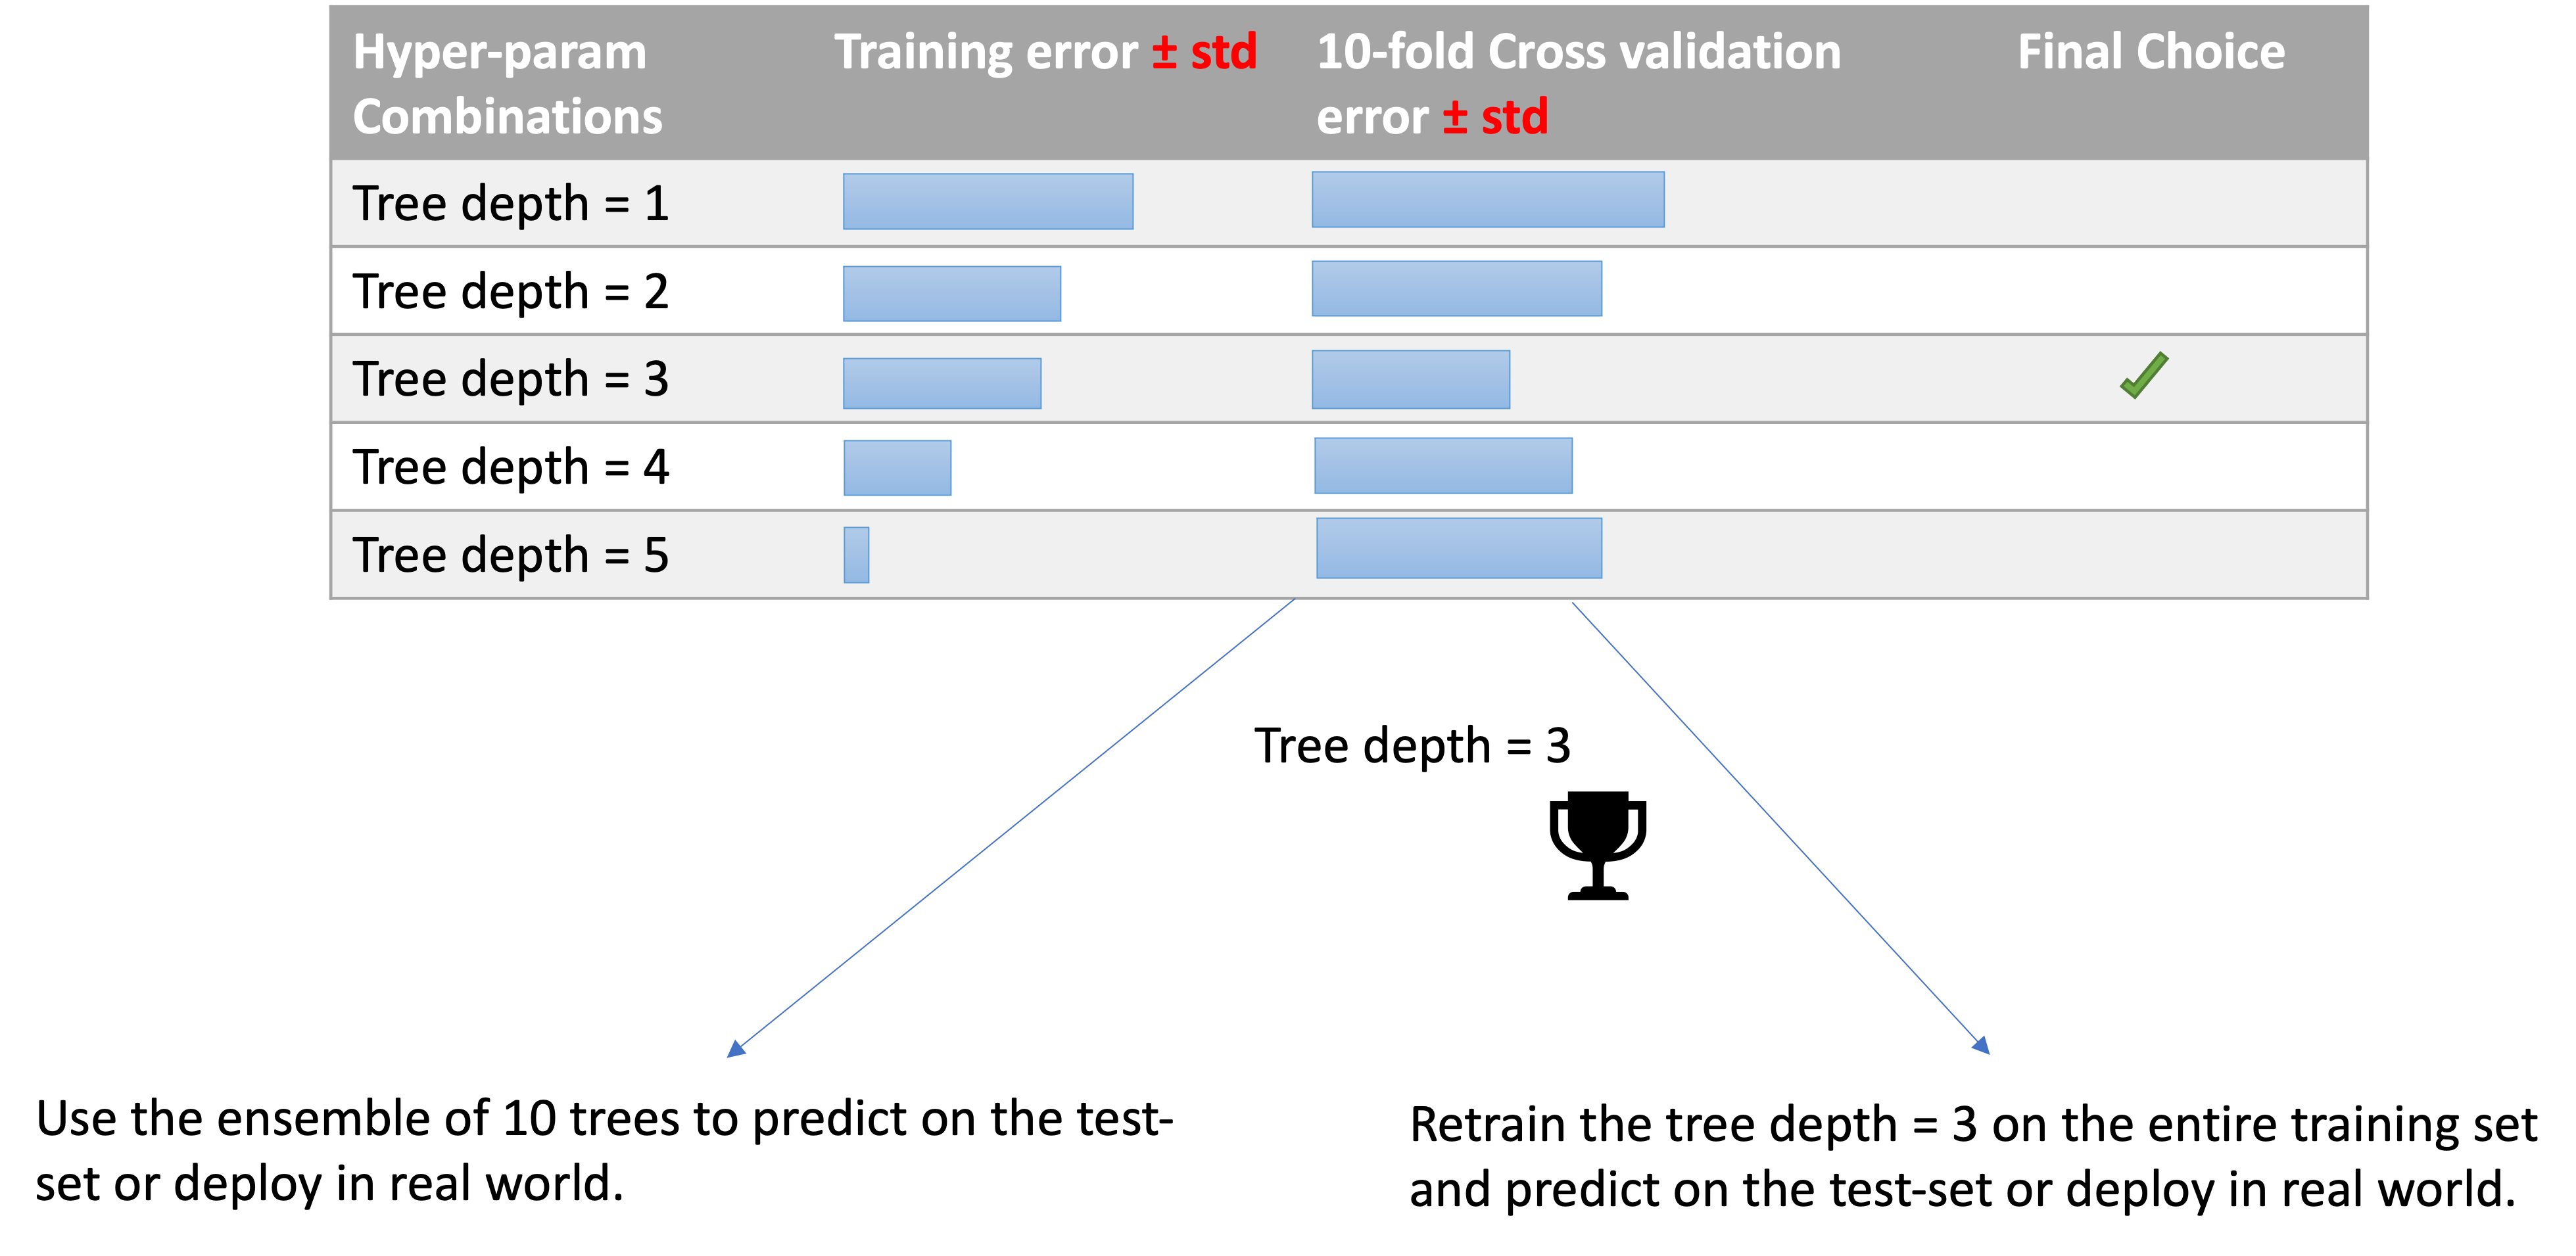 Hyper-param
Combinations
Training error ± std
10-fold Cross validation
error ± std
Final Choice
Tree depth = 1
Tree depth = 2
Tree depth = 3
Tree depth = 4
Tree depth = 5
Tree depth = 3
Use the ensemble of 10 trees to predict on the test-
set or deploy in real world.
Retrain the tree depth = 3 on the entire training set
and predict on the test-set or deploy in real world.